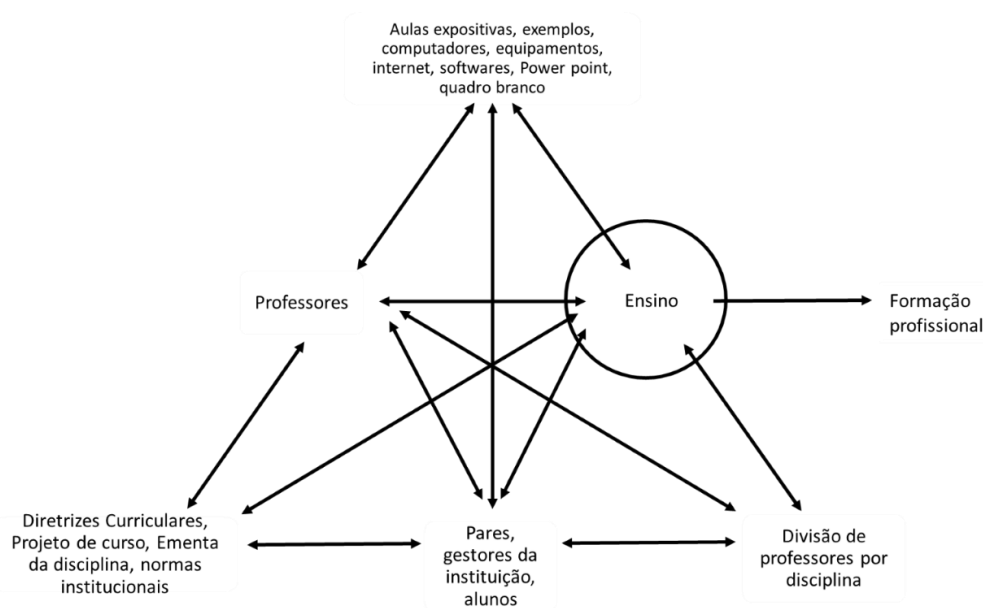 Aulas expositivas, exemplos,
computadores, equipamentos,
internet, softwares, Power point,
quadro branco
Professores
Ensino
Formação
profissional
Diretrizes Curriculares,
Projeto de curso, Ementa
da disciplina, normas
institucionais
Pares,
gestores da
instituição,
alunos
Divisão de
professores por
disciplina